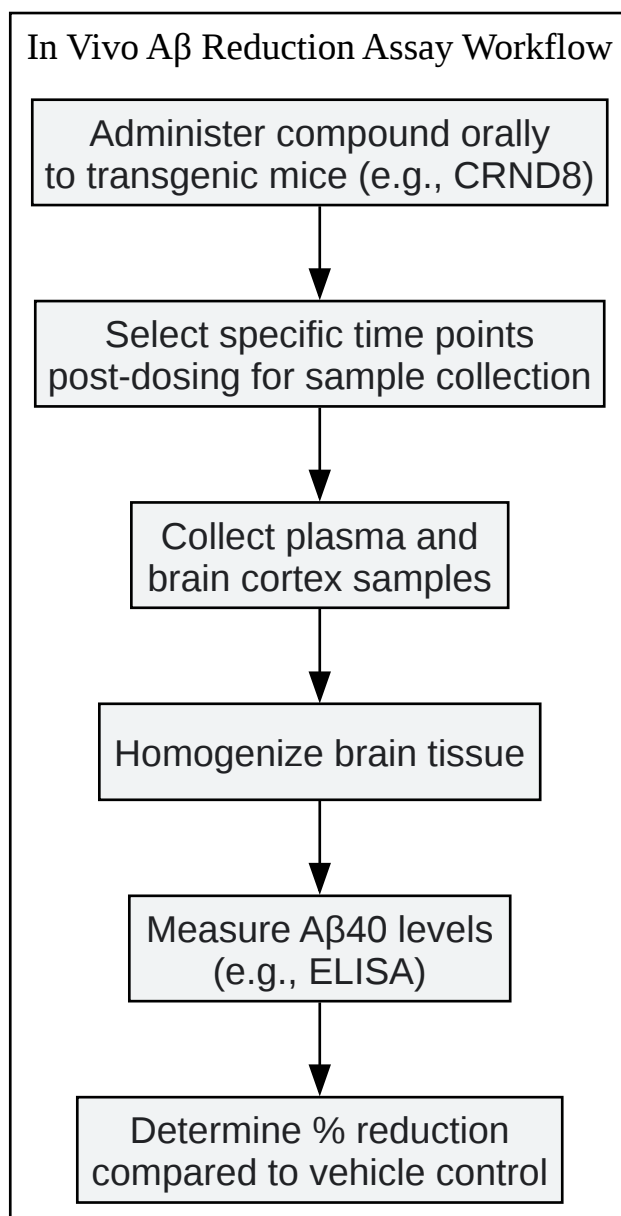 In Vivo Aβ Reduction Assay Workflow
Administer compound orally
to transgenic mice (e.g., CRND8)
Select specific time points
post-dosing for sample collection
Collect plasma and
brain cortex samples
Homogenize brain tissue
Measure Aβ40 levels
(e.g., ELISA)
Determine % reduction
compared to vehicle control